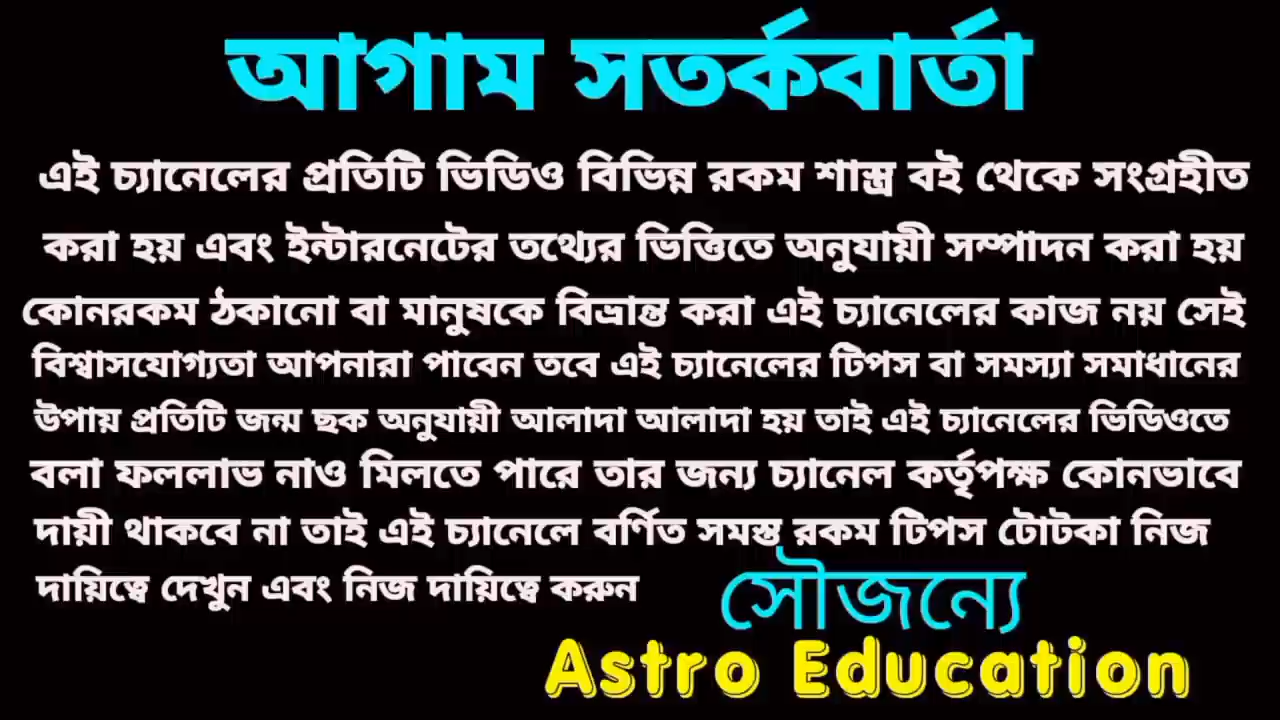 আগাম সতর্কবার্তা
এই চ্যানেলের প্রতিটি ভিডিও বিভিন্ন রকম শাস্ত্র বই থেকে সংগ্রহীত
করা হয় এবং ইন্টারনেটের তথ্যের ভিত্তিতে অনুযায়ী সম্পাদন করা হয়
কোনরকম ঠকানো বা মানুষকে বিভ্রান্ত করা এই চ্যানেলের কাজ নয় সেই
বিশ্বাসযোগ্যতা আপনারা পাবেন তবে এই চ্যানেলের টিপস বা সমস্যা সমাধানের
উপায় প্রতিটি জন্ম ছক অনুযায়ী আলাদা আলাদা হয় তাই এই চ্যানেলের ভিডিওতে
বলা ফললাভ নাও মিলতে পারে তার জন্য চ্যানেল কর্তৃপক্ষ কোনভাবে
দায়ী থাকবে না তাই এই চ্যানেলে বর্ণিত সমস্ত রকম টিপস টোটকা নিজ
দায়িত্বে দেখুন এবং নিজ দায়িত্বে করুন
সৌজন্যে
Astro Education